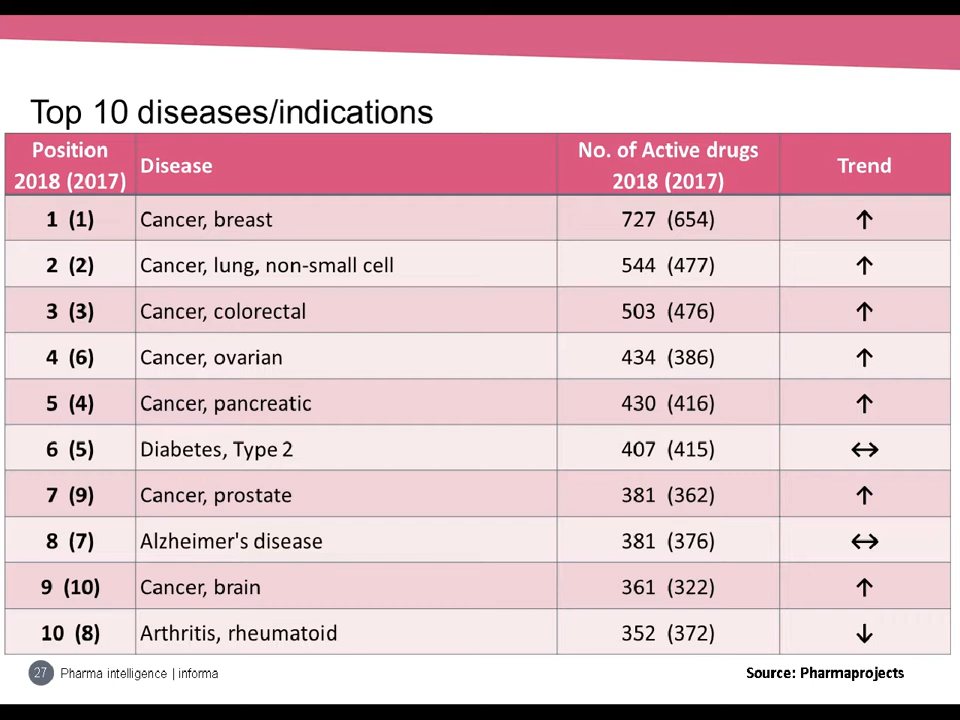 Top 10 diseases/indications
Position 2018 (2017) Disease No. of Active drugs 2018 (2017) Trend
1 (1) Cancer, breast 727 (654) ↑
2 (2) Cancer, lung, non-small cell 544 (477) ↑
3 (3) Cancer, colorectal 503 (476) ↑
4 (6) Cancer, ovarian 434 (386) ↑
5 (4) Cancer, pancreatic 430 (416) ↑
6 (5) Diabetes, Type 2 407 (415) ↔
7 (9) Cancer, prostate 381 (362) ↑
8 (7) Alzheimer's disease 381 (376) ↔
9 (10) Cancer, brain 361 (322) ↑
10 (8) Arthritis, rheumatoid 352 (372) ↓
27 Pharma intelligence | informa Source: Pharmaprojects